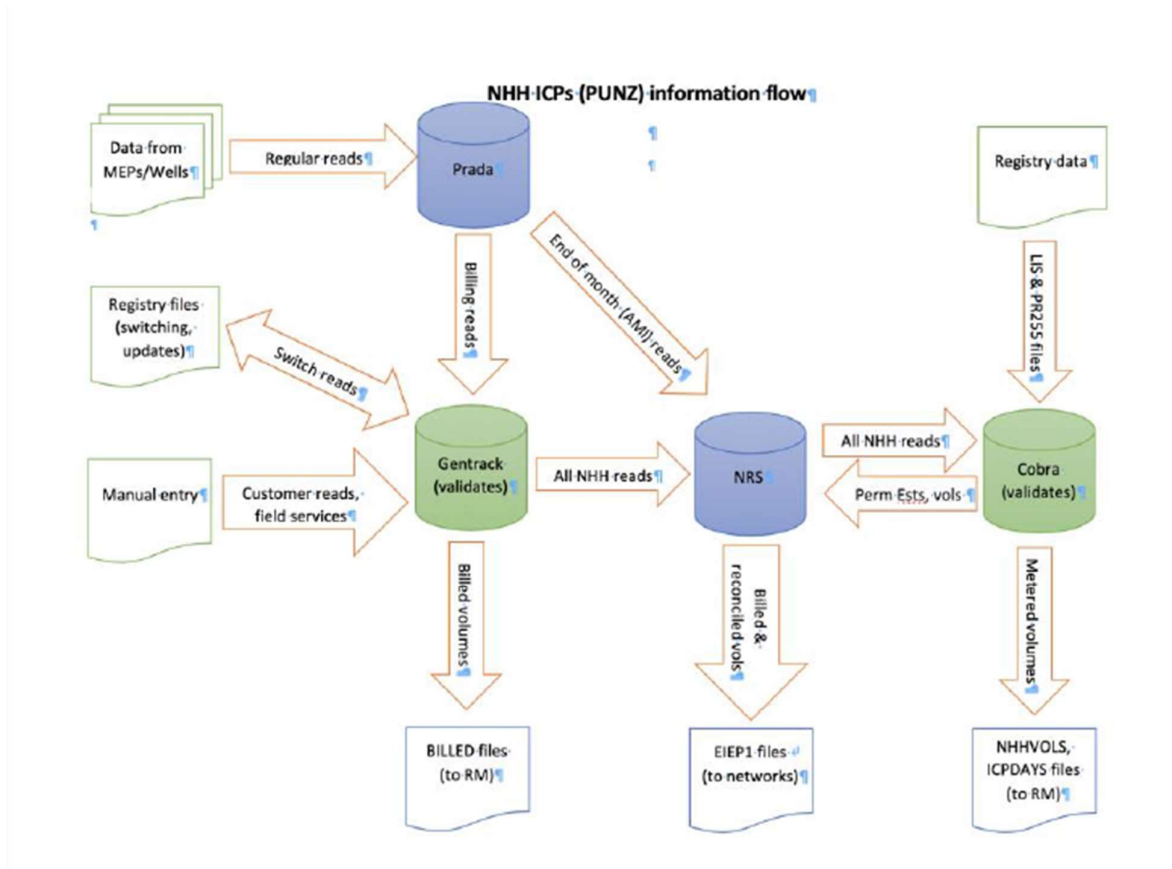 NHH ICPs (PUNZ) information flow
Data from
MEPs/Wells
Regular reads
Prada
Registry data
End of month (AMI) reads
Billing reads
LIS & PR255 files
Registry files
(switching,
updates)
Switch reads
Gentrack
(validates)
All NHH reads
NRS
All NHH reads
Perm Ests, vols
Cobra
(validates)
Manual entry
Customer reads,
field services
Billed volumes
Billed &
reconciled vols
Metered volumes
BILLED files
(to RM)
EIEP1 files
(to networks)
NHHVOLS,
ICPDAYS files
(to RM)